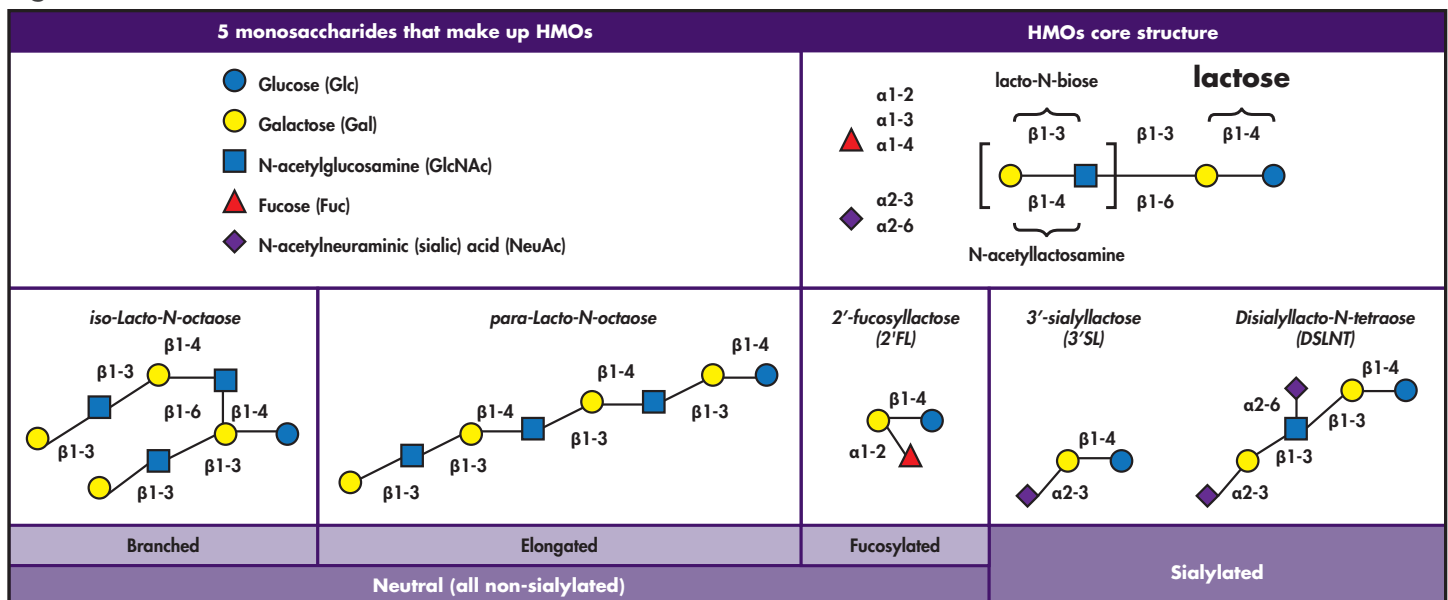 5 monosaccharides that make up HMOs
Glucose (Glc)
Galactose (Gal)
N-acetylglucosamine (GlcNAc)
Fucose (Fuc)
N-acetylneuraminic (sialic) acid (NeuAc)
HMOs core structure
α1-2
α1-3
α1-4
α2-3
α2-6
lacto-N-biose
lactose
β1-3
β1-3
β1-4
β1-4
β1-6
N-acetyllactosamine
iso-Lacto-N-octaose
β1-4
β1-3
β1-6
β1-4
β1-3
β1-3
β1-3
para-Lacto-N-octaose
β1-4
β1-4
β1-4
β1-3
β1-3
β1-3
β1-3
2′-fucosyllactose
(2'FL)
β1-4
α1-2
3′-sialyllactose
(3′SL)
β1-4
α2-3
Disialyllacto-N-tetraose
(DSLNT)
β1-4
α2-6
β1-3
β1-3
α2-3
Branched
Elongated
Fucosylated
Neutral (all non-sialylated)
Sialylated